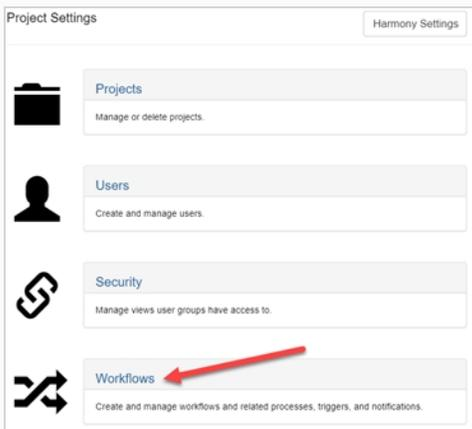 Project Settings
Harmony Settings
Projects
Manage or delete projects.
Users
Create and manage users.
Security
Manage views user groups have access to.
Workflows
Create and manage workflows and related processes, triggers, and notifications.